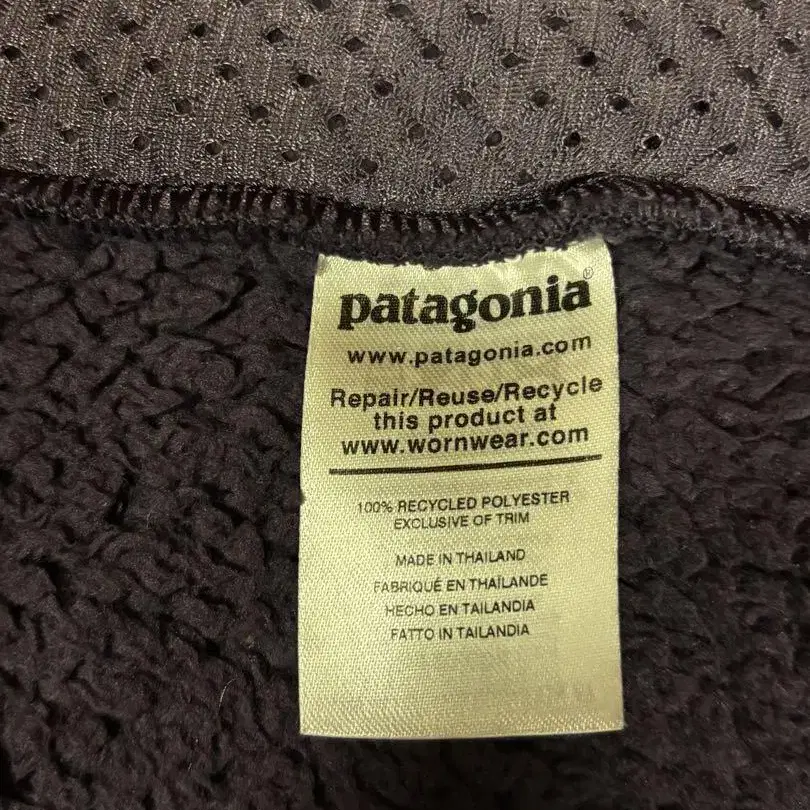 patagonia®
www.patagonia.com
Repair/Reuse/Recycle
this product at
www.wornwear.com
100% RECYCLED POLYESTER
EXCLUSIVE OF TRIM
MADE IN THAILAND
FABRIQUÉ EN THAÏLANDE
HECHO EN TAILANDIA
FATTO IN TAILANDIA